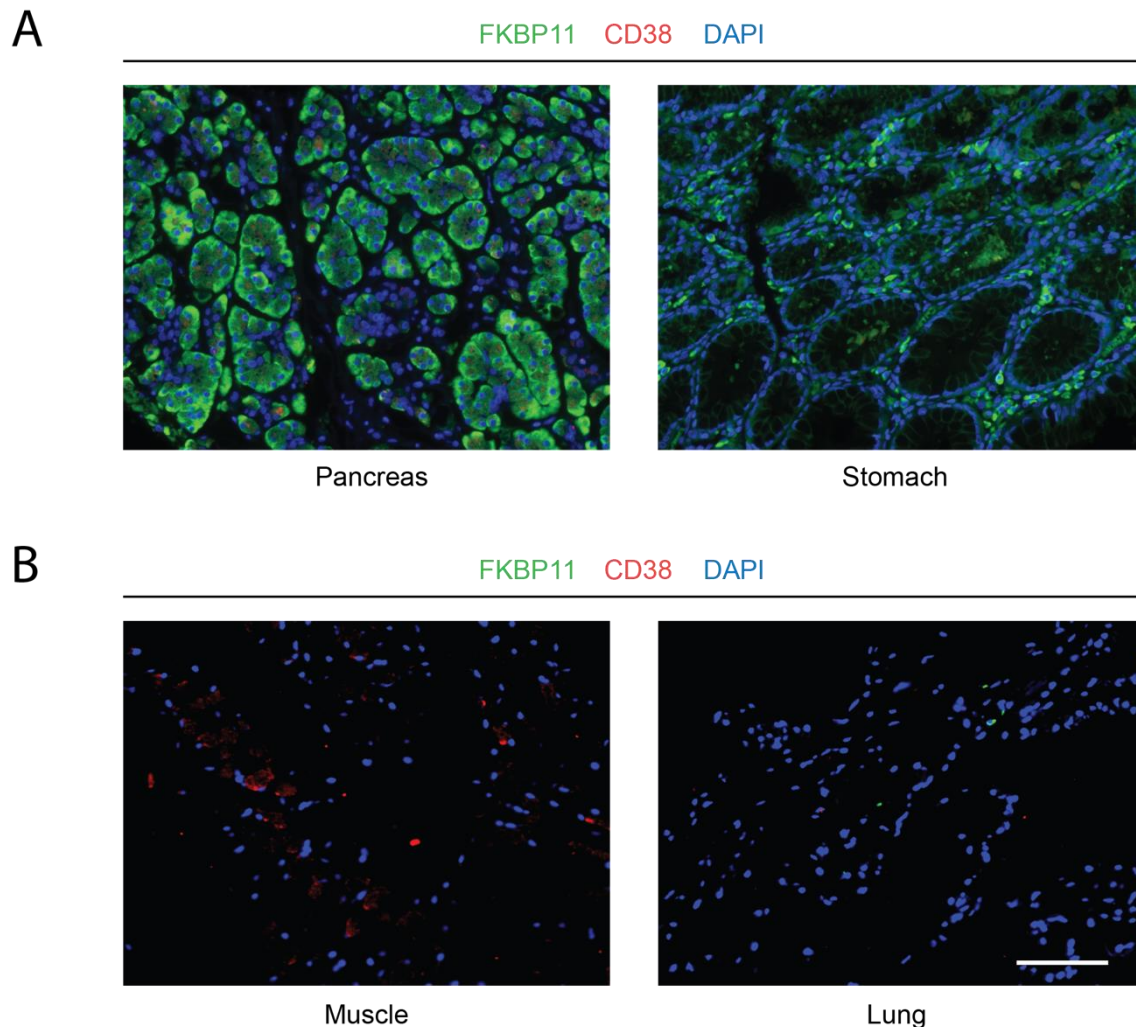 A
FKBP11 CD38 DAPI
Pancreas Stomach
B
FKBP11 CD38 DAPI
Muscle Lung